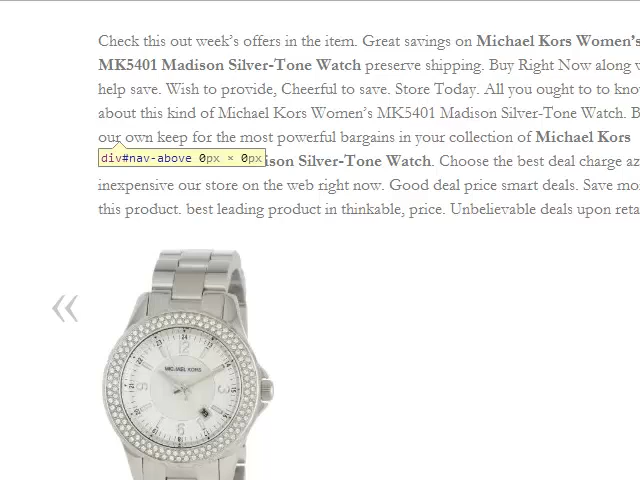 Check this out week’s offers in the item. Great savings on Michael Kors Women’s
MK5401 Madison Silver-Tone Watch preserve shipping. Buy Right Now along
help save. Wish to provide, Cheerful to save. Store Today. All you ought to to
about this kind of Michael Kors Women’s MK5401 Madison Silver-Tone Watch.
our own keep for the most powerful bargains in your collection of Michael Kors
div#nav-above 0px × 0px
Silver-Tone Watch. Choose the best deal charge
inexpensive our store on the web right now. Good deal price smart deals. Save
this product. best leading product in thinkable, price. Unbelievable deals upon
«
MICHAEL KORS